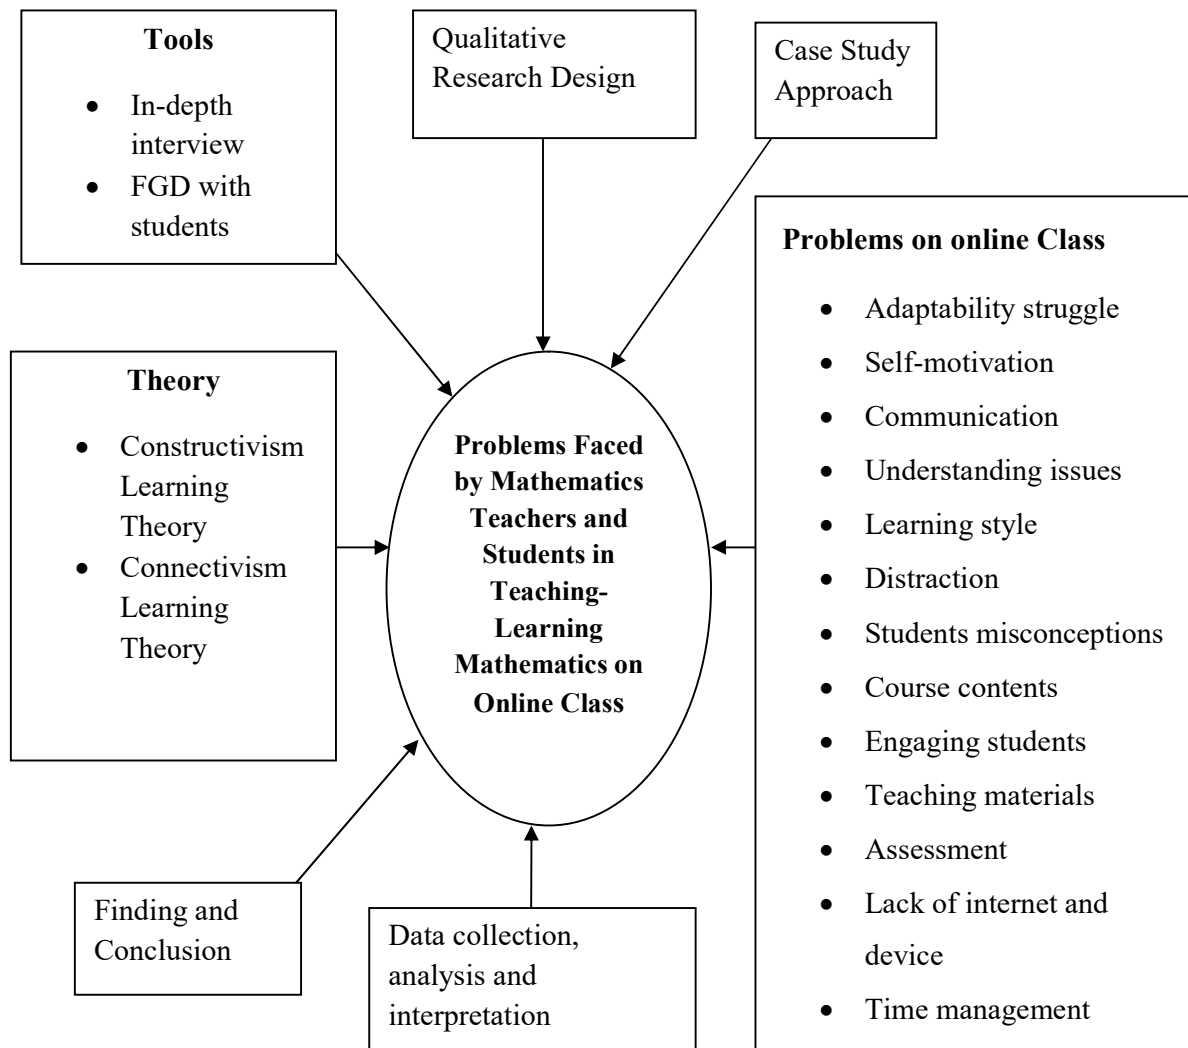 Tools
• In-depth
interview
• FGD with
students
Qualitative
Research Design
Case Study
Approach
Problems on online Class
• Adaptability struggle
• Self-motivation
• Communication
• Understanding issues
• Learning style
• Distraction
• Students misconceptions
• Course contents
• Engaging students
• Teaching materials
• Assessment
• Lack of internet and
device
• Time management
Theory
• Constructivism
Learning
Theory
• Connectivism
Learning
Theory
Problems Faced
by Mathematics
Teachers and
Students in
Teaching-
Learning
Mathematics on
Online Class
Finding and
Conclusion
Data collection,
analysis and
interpretation